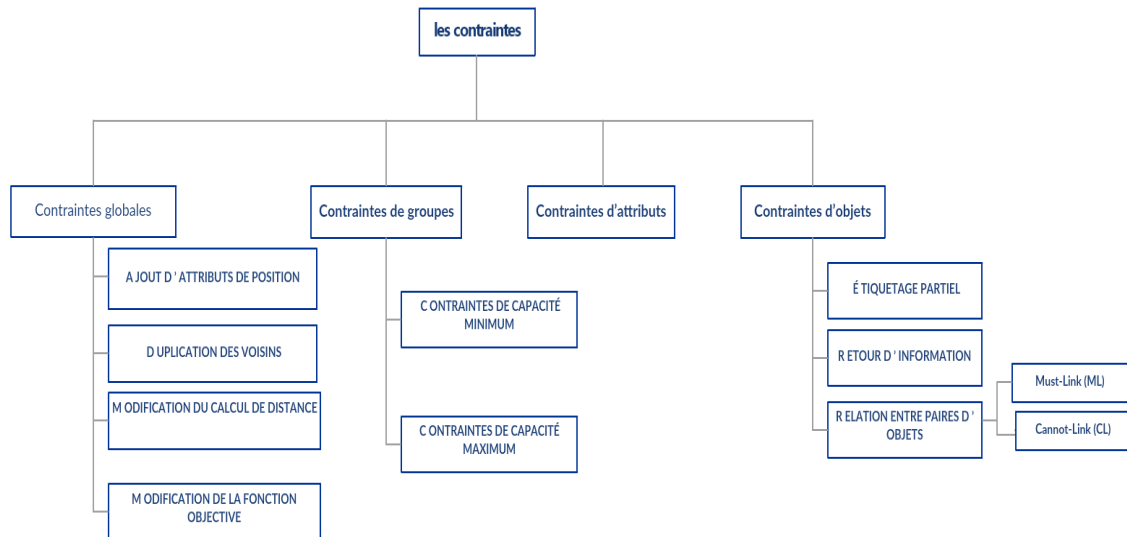 les contraintes
Contraintes globales
Contraintes de groupes
Contraintes d'attributs
Contraintes d'objets
A JOUT D ' ATTRIBUTS DE POSITION
D UPLICATION DES VOISINS
M ODIFICATION DU CALCUL DE DISTANCE
M ODIFICATION DE LA FONCTION
OBJECTIVE
C ONTRAINTES DE CAPACITÉ
MINIMUM
C ONTRAINTES DE CAPACITÉ
MAXIMUM
É TIQUETAGE PARTIEL
R ETOUR D ' INFORMATION
R ELATION ENTRE PAIRES D '
OBJETS
Must-Link (ML)
Cannot-Link (CL)